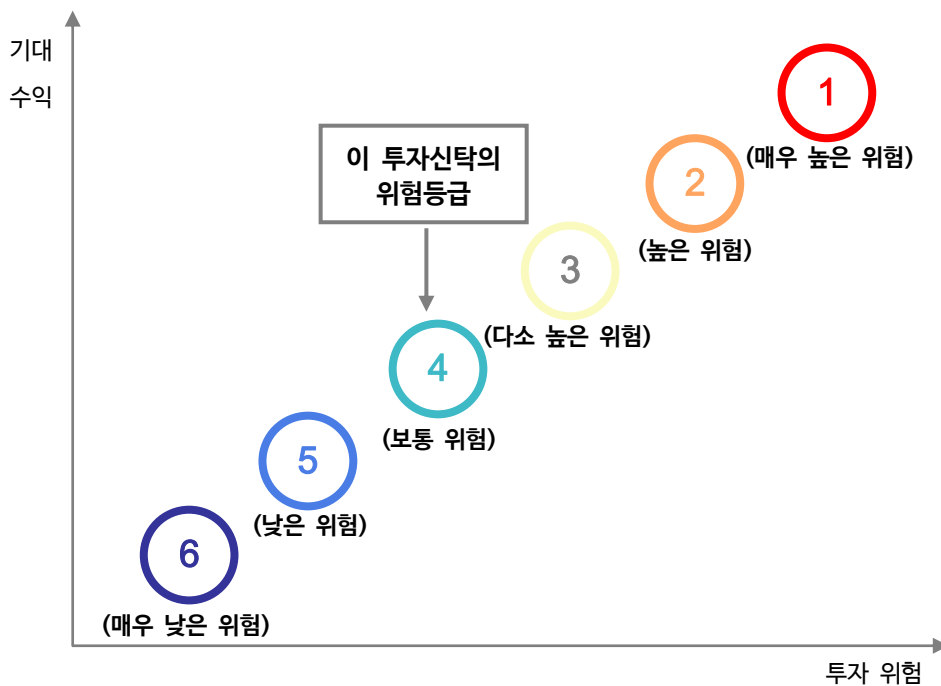 기대
수익
1
(매우 높은 위험)
이 투자신탁의
위험등급
2
(높은 위험)
3
(다소 높은 위험)
4
(보통 위험)
5
(낮은 위험)
6
(매우 낮은 위험)
투자 위험